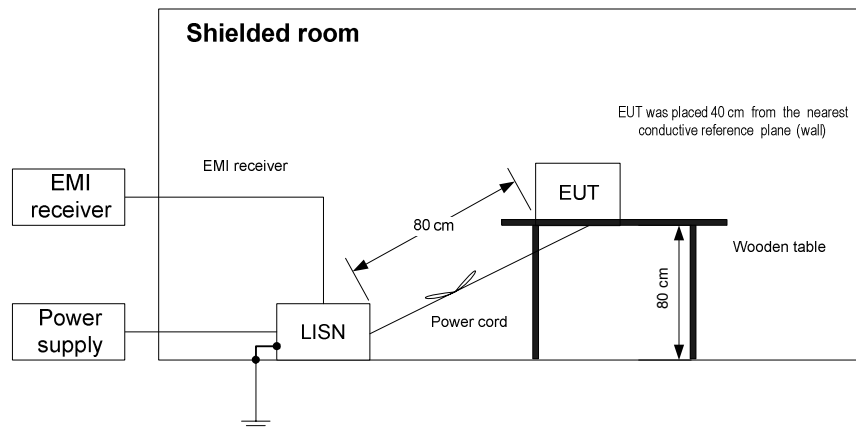 Shielded room
EUT was placed 40 cm from the nearest
conductive reference plane (wall)
EMI receiver
EMI
receiver
EUT
80 cm
Wooden table
80 cm
Power
supply
LISN
Power cord